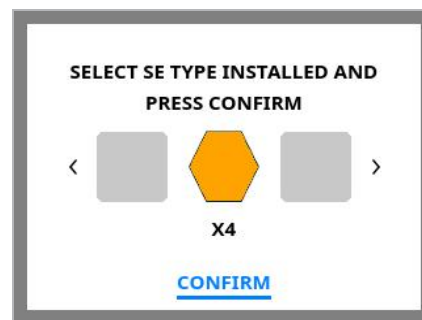 SELECT SE TYPE INSTALLED AND
PRESS CONFIRM
X4
CONFIRM